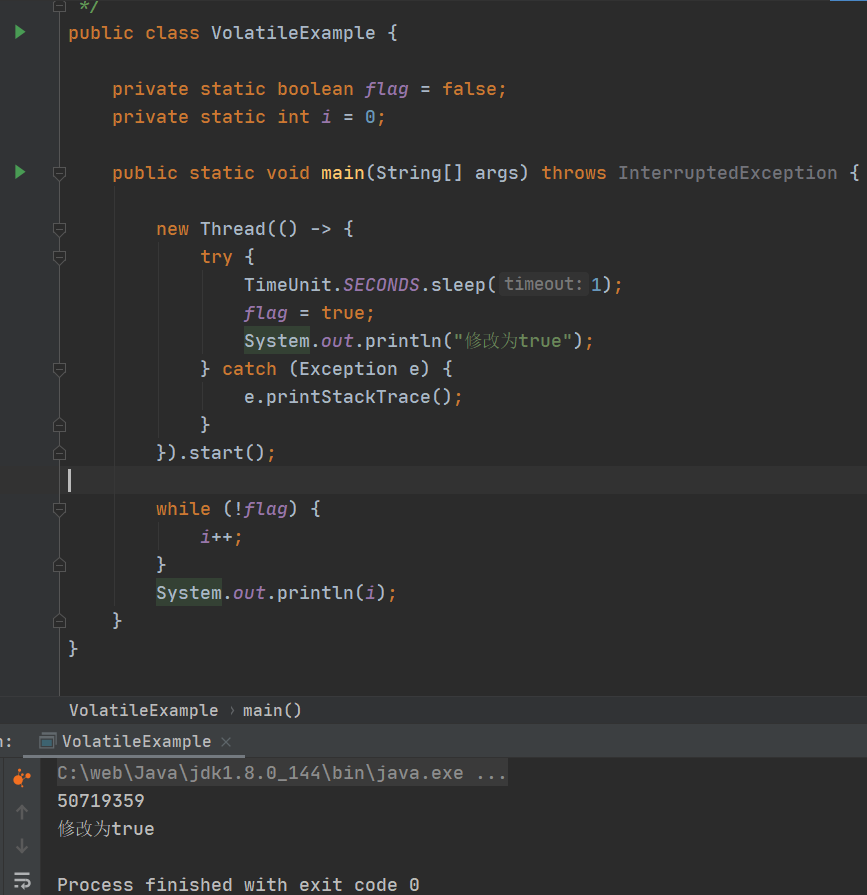 */
public class VolatileExample {
private static boolean flag = false;
private static int i = 0;
public static void main(String[] args) throws InterruptedException {
new Thread(() -> {
try {
TimeUnit.SECONDS.sleep( timeout: 1);
flag = true;
System.out.println("修改为true");
} catch (Exception e) {
e.printStackTrace();
}
}).start();
while (!flag) {
i++;
}
System.out.println(i);
}
}
VolatileExample › main()
n: VolatileExample ×
C:\web\Java\jdk1.8.0_144\bin\java.exe ...
50719359
修改为true
Process finished with exit code 0